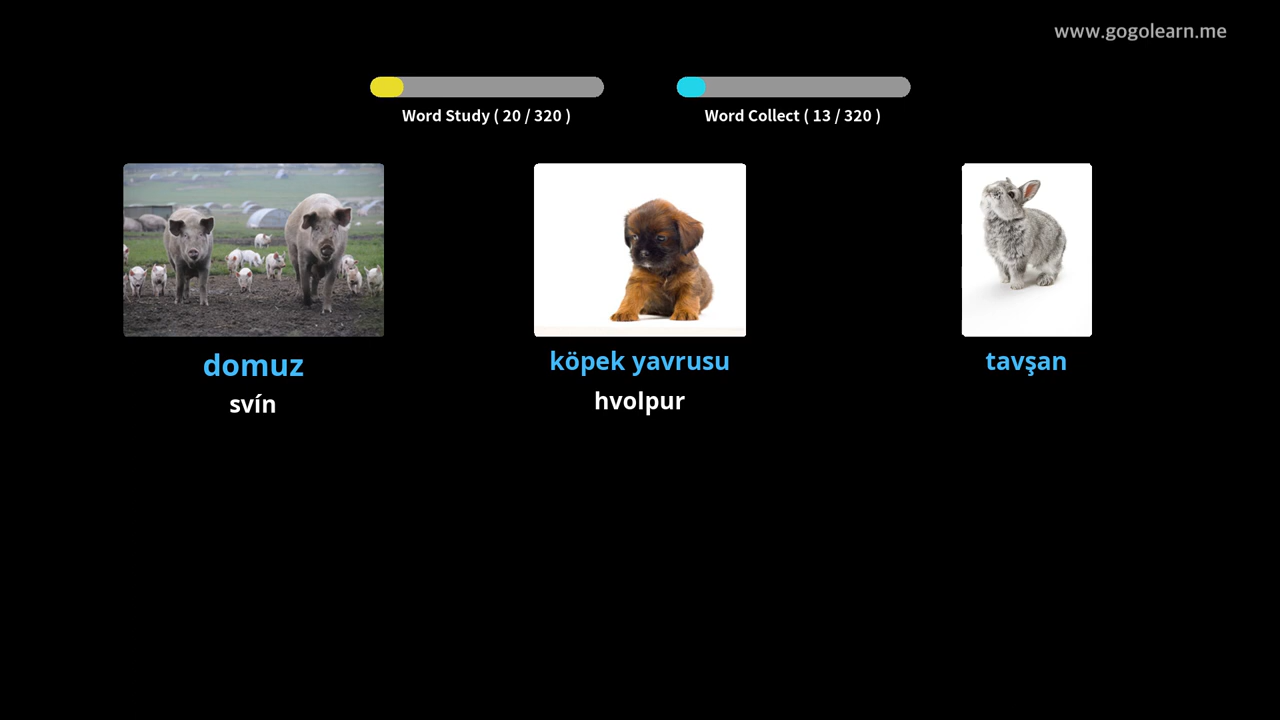 www.gogolearn.me
Word Study ( 20 / 320 )
Word Collect ( 13 / 320 )
domuz
svín
köpek yavrusu
hvolpur
tavşan